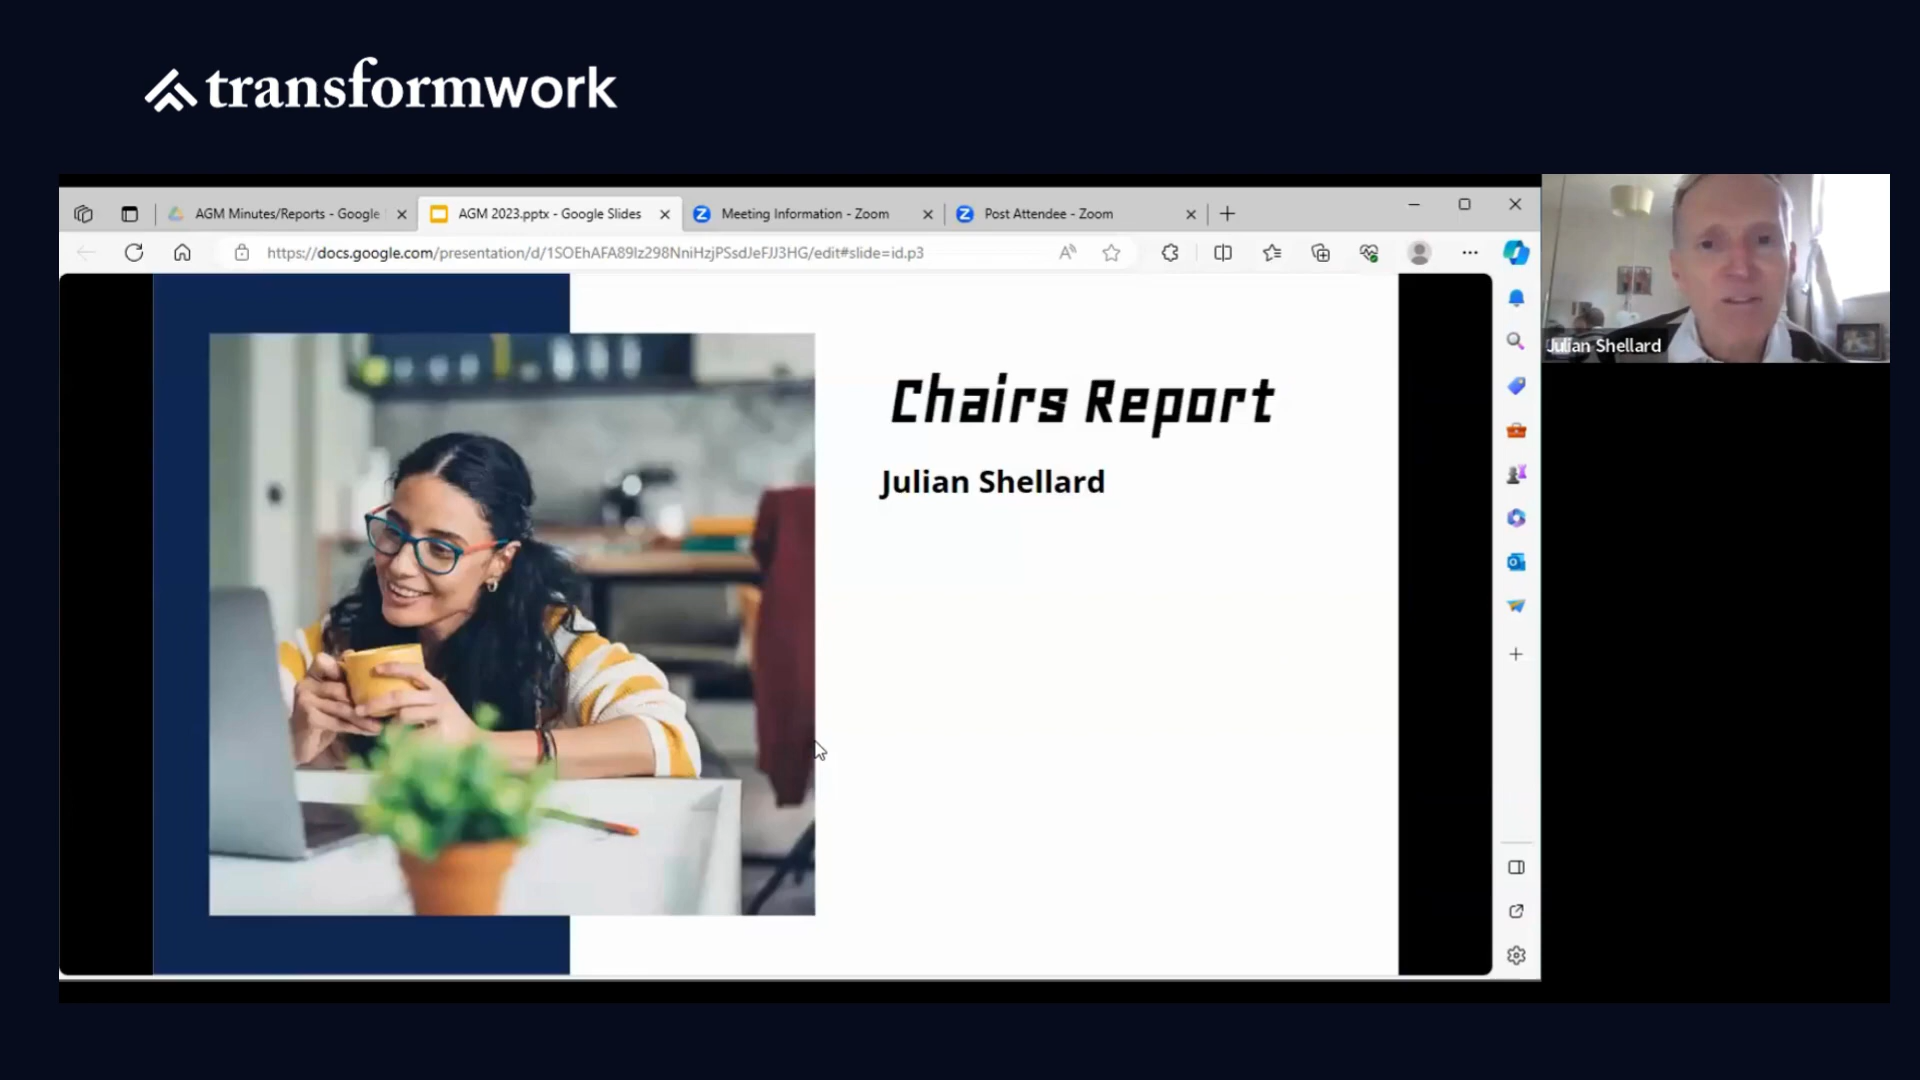 transformwork
AGM Minutes/Reports - Google
AGM 2023.pptx - Google Slides
Meeting Information - Zoom
Post Attendee - Zoom
https://docs.google.com/presentation/d/1SOEhAFA89Iz298NniHzjPSsdJeFJJ3HG/edit#slide=id.p3
Julian Shellard
Chairs Report
Julian Shellard